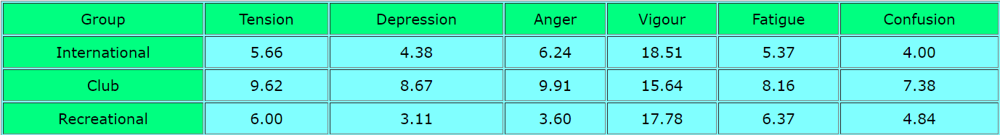 Group Tension Depression Anger Vigour Fatigue Confusion
International 5.66 4.38 6.24 18.51 5.37 4.00
Club 9.62 8.67 9.91 15.64 8.16 7.38
Recreational 6.00 3.11 3.60 17.78 6.37 4.84